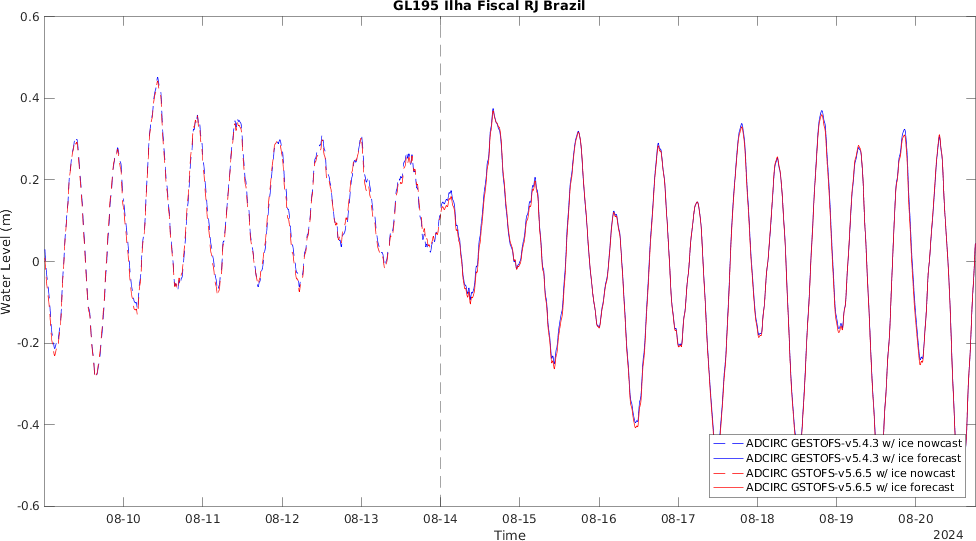 GL195 Ilha Fiscal RJ Brazil
0.6
0.4
0.2
0
-0.2
-0.4
-0.6
Water Level (m)
08-10 08-11 08-12 08-13 08-14 08-15 08-16 08-17 08-18 08-19 08-20
Time
2024
ADCIRC GESTOFS-v5.4.3 w/ ice nowcast
ADCIRC GESTOFS-v5.4.3 w/ ice forecast
ADCIRC GSTOFS-v5.6.5 w/ ice nowcast
ADCIRC GSTOFS-v5.6.5 w/ ice forecast